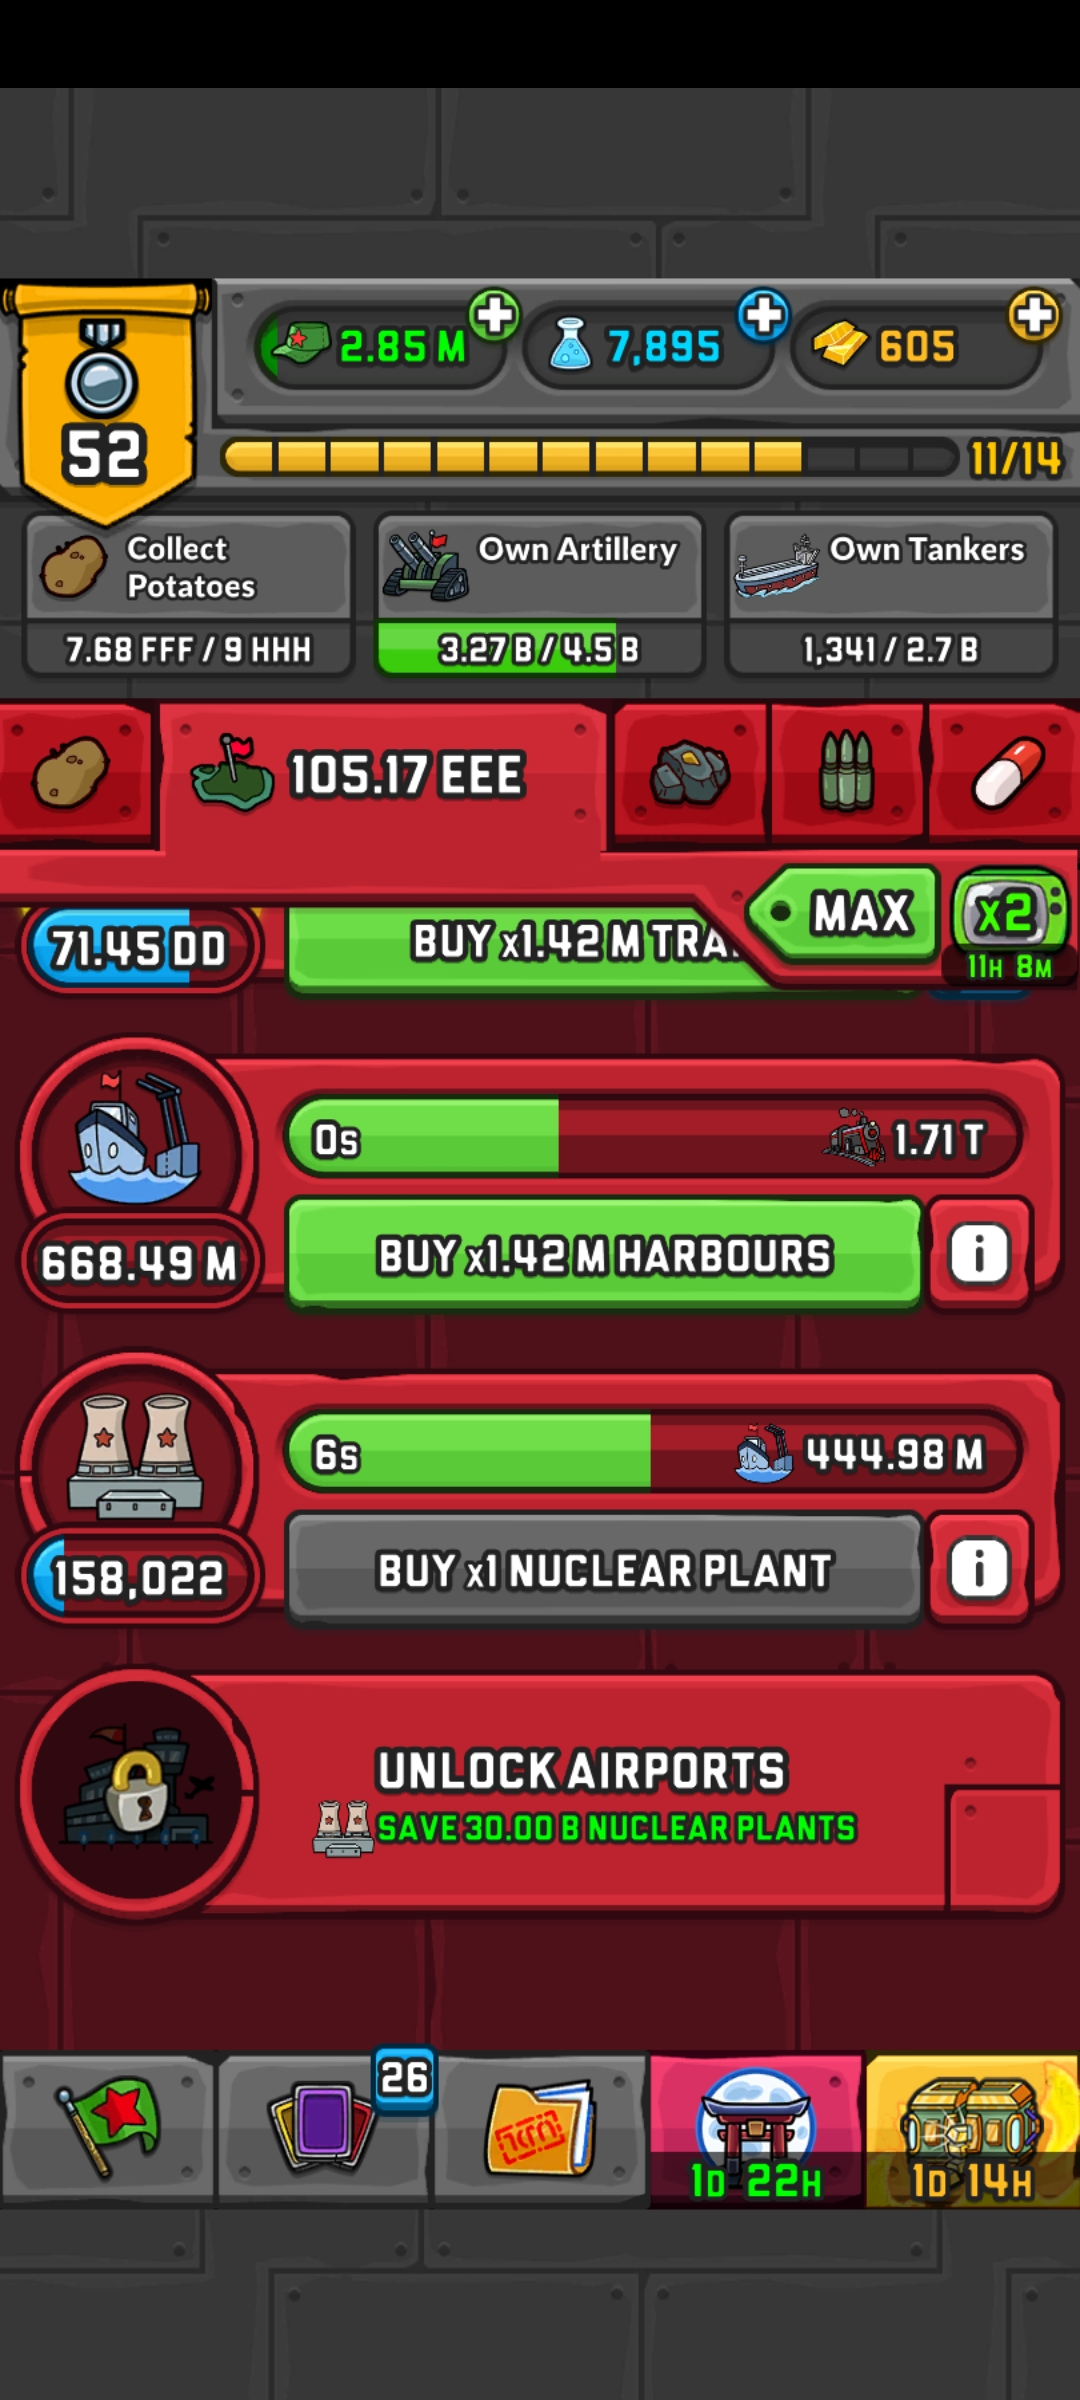 2.85 M
7,895
605
52
11/14
Collect
Potatoes
7.68 FFF / 9 HHH
Own Artillery
3.27 B / 4.5 B
Own Tankers
1,341 / 2.7 B
105.17 EEE
MAX
x2
11H 8M
71.45 DD
BUY x1.42 M
0s
1.71 T
668.49 M
BUY x1.42 M HARBOURS
i
6s
444.98 M
158,022
BUY x1 NUCLEAR PLANT
i
UNLOCK AIRPORTS
SAVE 30.00 B NUCLEAR PLANTS
26
1D 22H
1D 14H